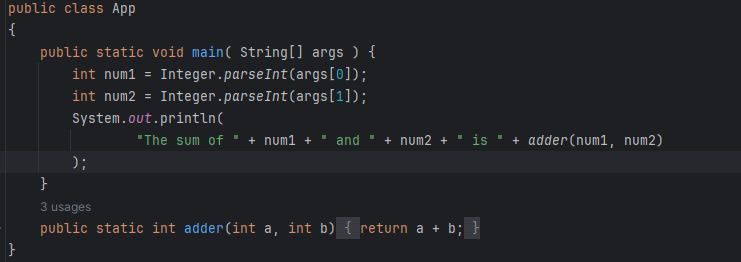 public class App
{
    public static void main( String[] args ) {
        int num1 = Integer.parseInt(args[0]);
        int num2 = Integer.parseInt(args[1]);
        System.out.println(
                "The sum of " + num1 + " and " + num2 + " is " + adder(num1, num2)
        );
    }
    3 usages
    public static int adder(int a, int b) { return a + b; }
}